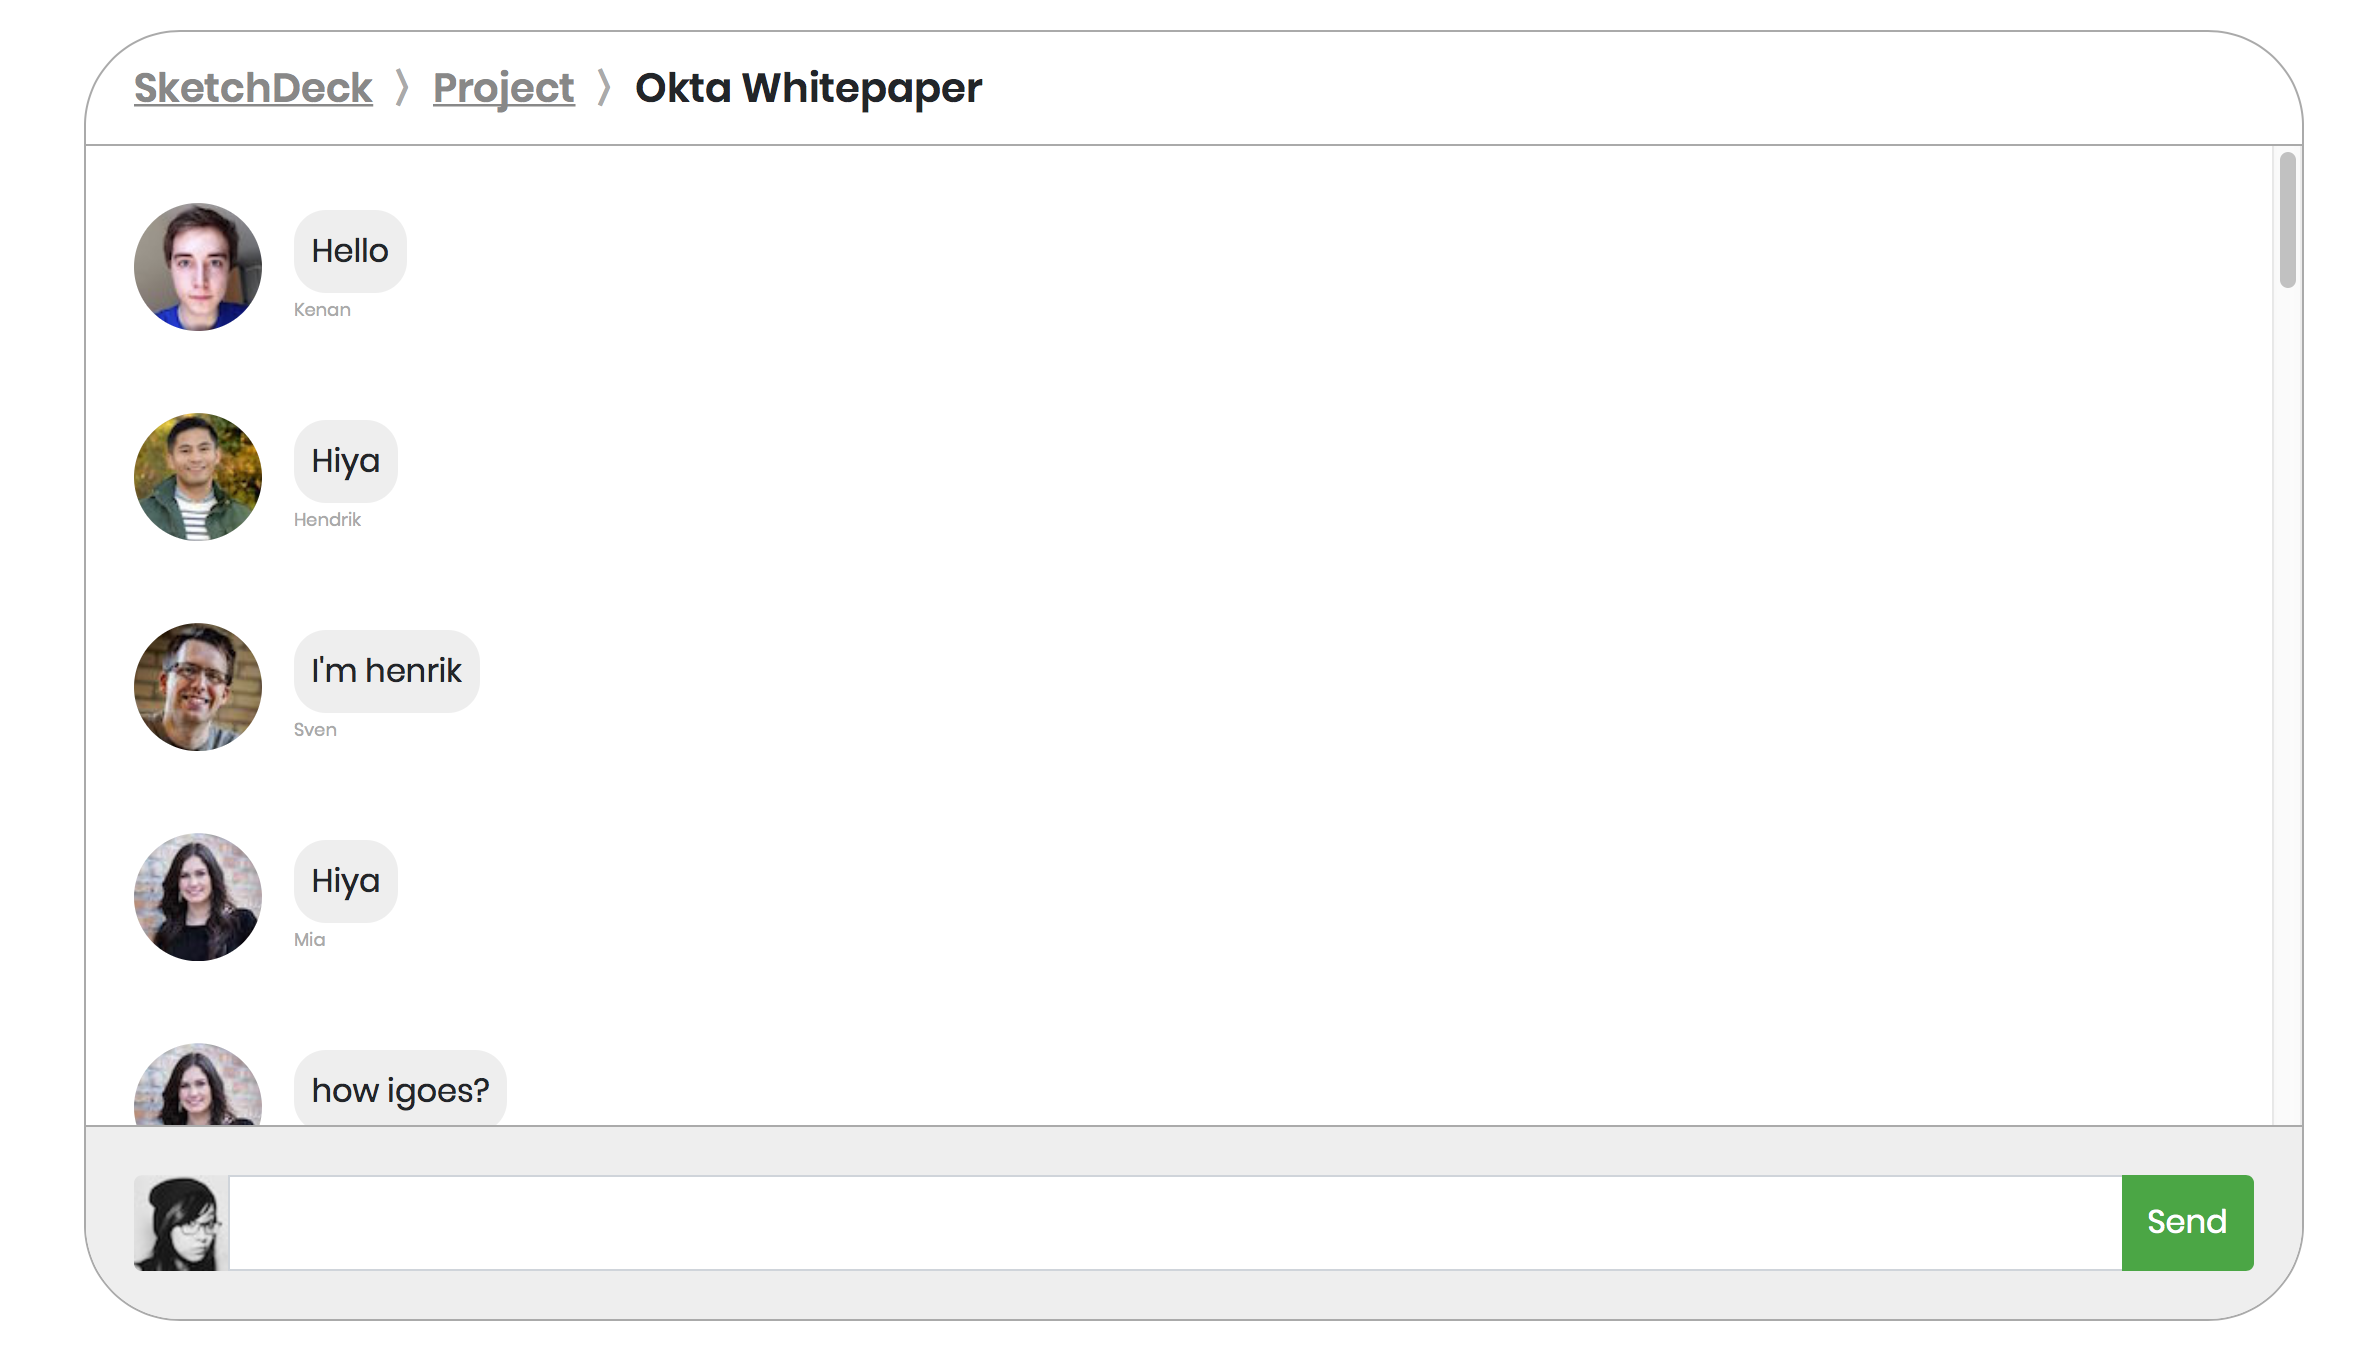 SketchDeck 〉 Project 〉 Okta Whitepaper
Hello
Kenan
Hiya
Hendrik
I'm henrik
Sven
Hiya
Mia
how igoes?
Send